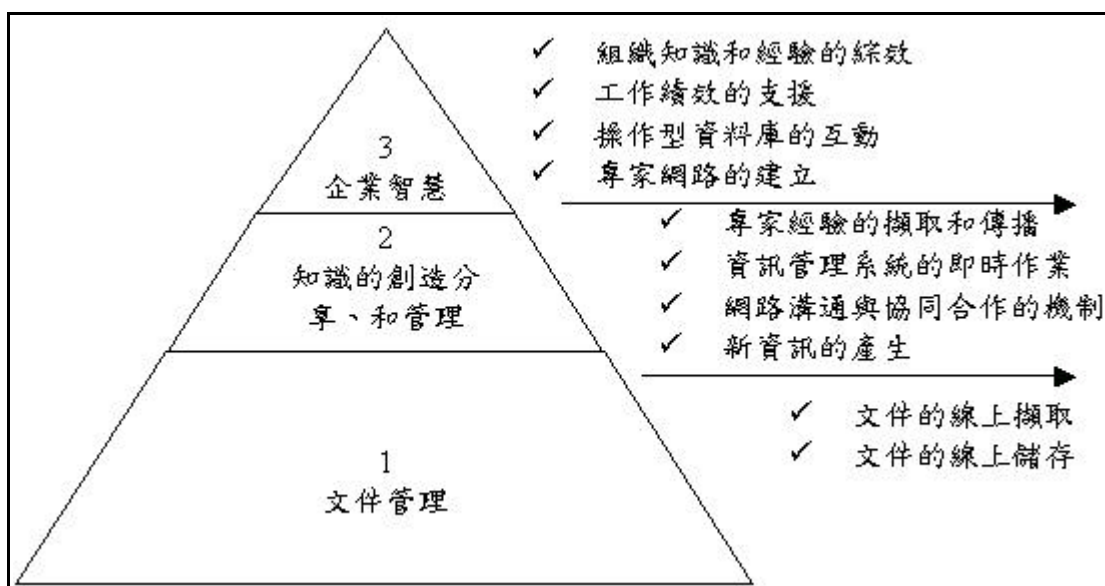 組織知識和經驗的綜效
工作績效的支援
操作型資料庫的互動
專家網路的建立
3
企業智慧
專家經驗的擷取和傳播
資訊管理系統的即時作業
網路溝通與協同合作的機制
新資訊的產生
2
知識的創造分
享、和管理
文件的線上擷取
文件的線上儲存
1
文件管理